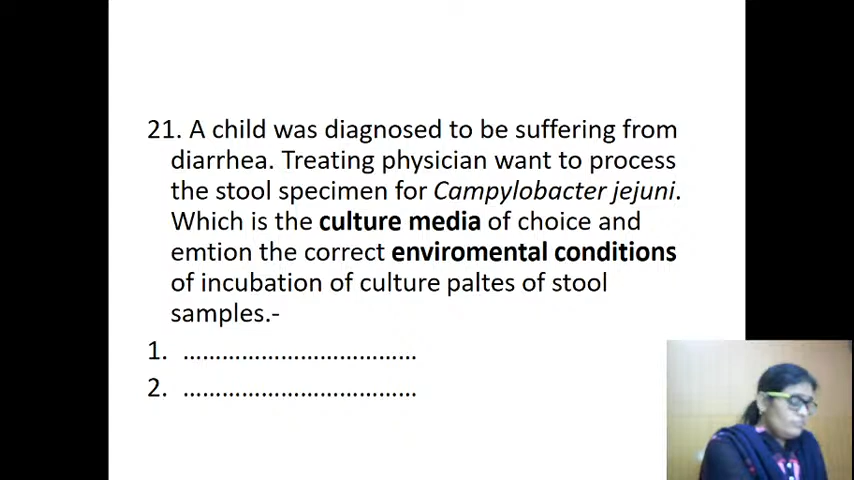 21. A child was diagnosed to be suffering from
diarrhea. Treating physician want to process
the stool specimen for Campylobacter jejuni.
Which is the culture media of choice and
emtion the correct enviromental conditions
of incubation of culture paltes of stool
samples.-
1. ....................................
2. ....................................